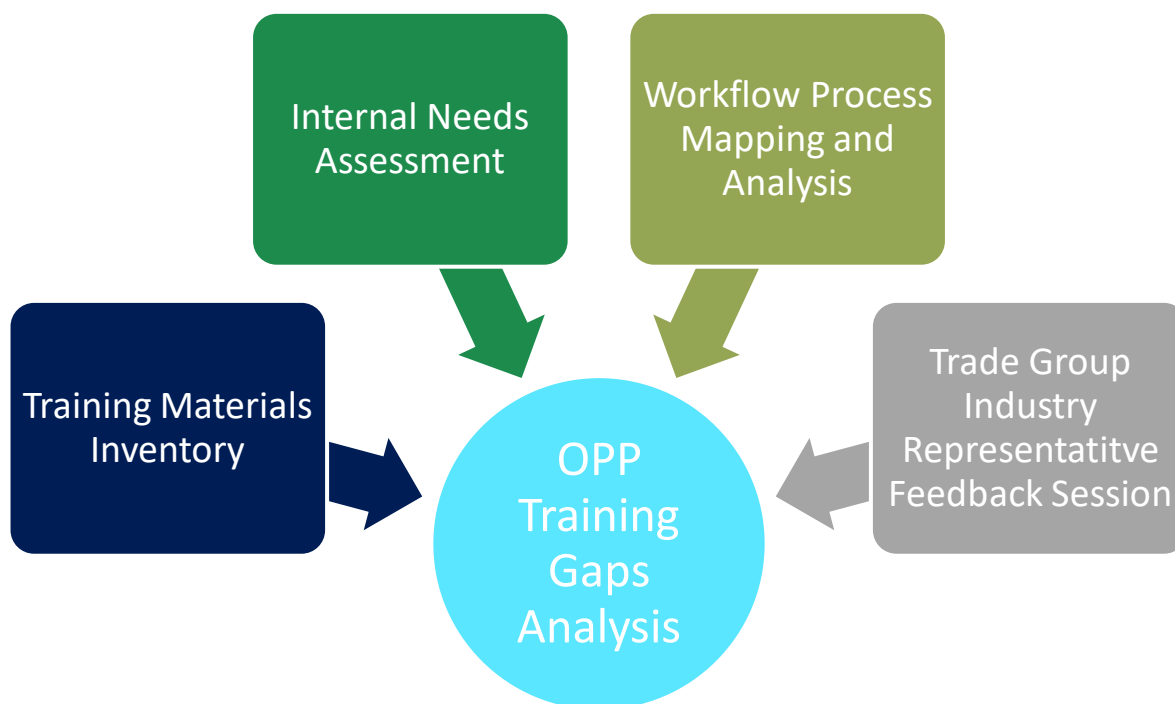 Internal Needs
Assessment
Workflow Process
Mapping and
Analysis
Training Materials
Inventory
Trade Group
Industry
Representatitve
Feedback Session
OPP
Training
Gaps
Analysis